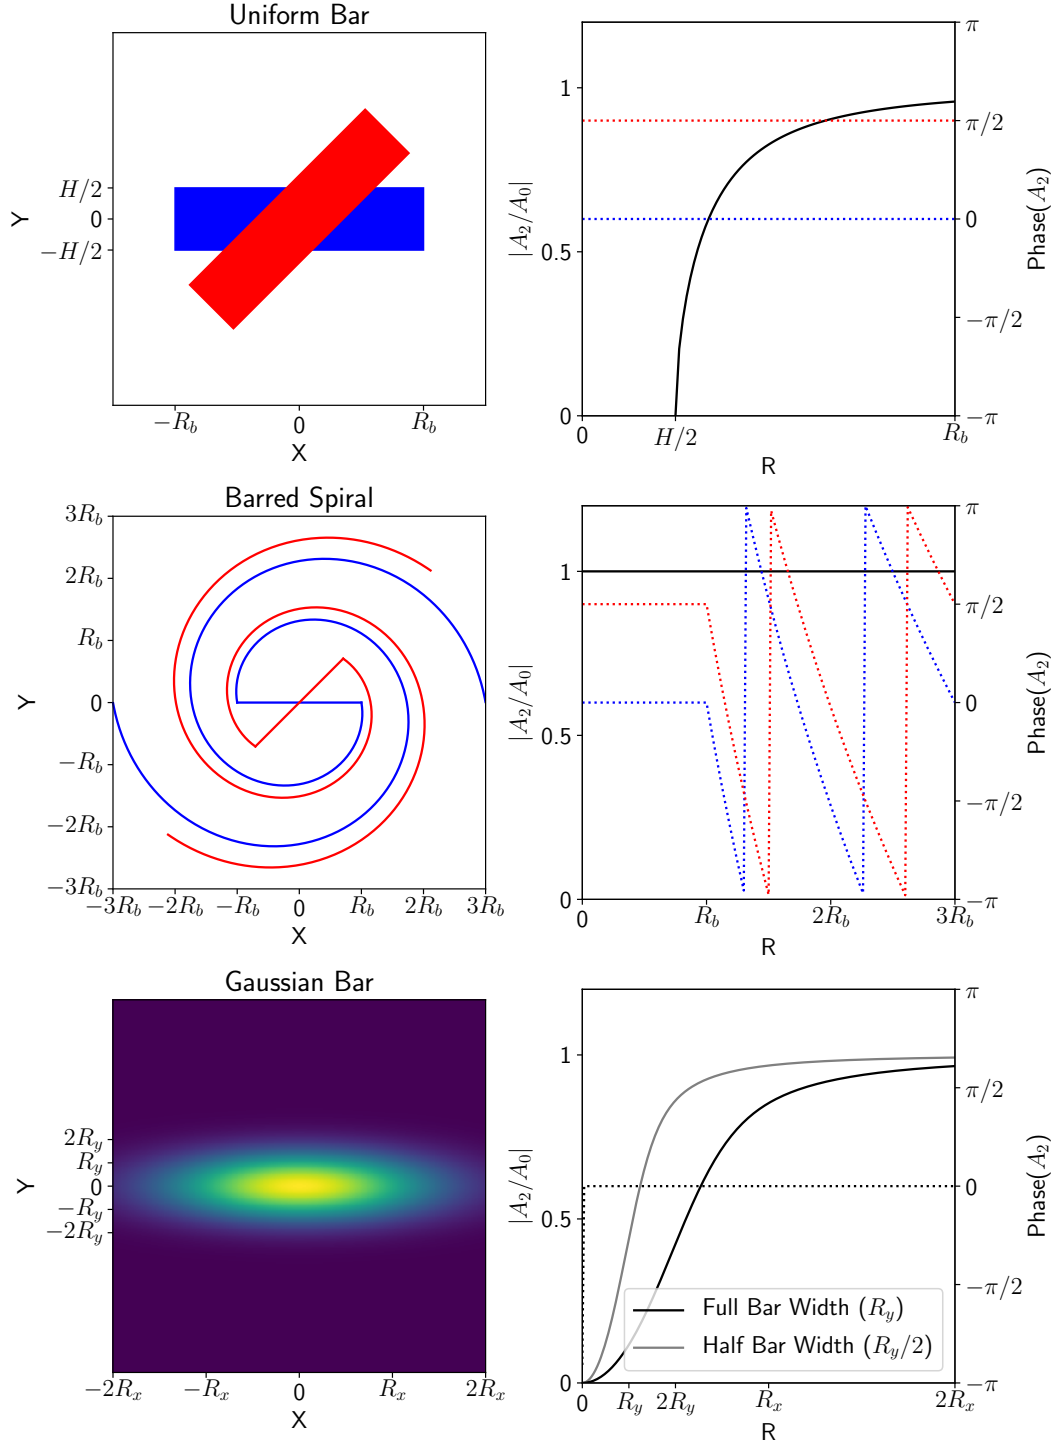 Uniform Bar
H/2
0
−H/2
Y
−R_b
0
R_b
X
1
0.5
0
|A_2/A_0|
π
π/2
0
−π/2
−π
Phase(A_2)
0
H/2
R_b
R
Barred Spiral
3R_b
2R_b
R_b
0
−R_b
−2R_b
−3R_b
Y
−3R_b
−2R_b
−R_b
0
R_b
2R_b
3R_b
X
1
0.5
0
|A_2/A_0|
π
π/2
0
−π/2
−π
Phase(A_2)
0
R_b
2R_b
3R_b
R
Gaussian Bar
2R_y
R_y
0
−R_y
−2R_y
Y
−2R_x
−R_x
0
R_x
2R_x
X
1
0.5
0
|A_2/A_0|
π
π/2
0
−π/2
−π
Phase(A_2)
Full Bar Width (R_y)
Half Bar Width (R_y/2)
0
R_y
2R_y
R_x
2R_x
R